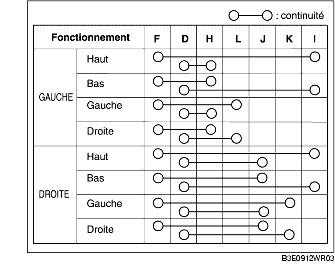 : continuité
Fonctionnement F D H L J K I
GAUCHE
Haut
Bas
Gauche
Droite
DROITE
Haut
Bas
Gauche
Droite
B3E0912WR03